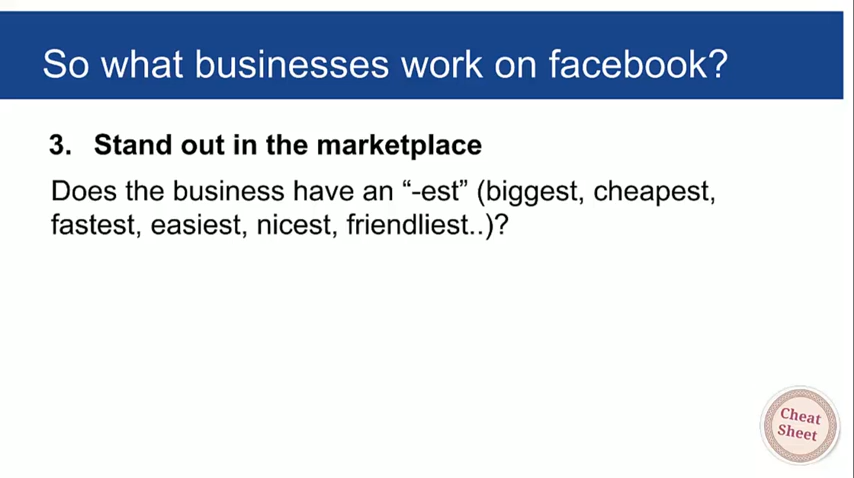 So what businesses work on facebook?
3. Stand out in the marketplace
Does the business have an “-est” (biggest, cheapest,
fastest, easiest, nicest, friendliest..)?
Cheat
Sheet